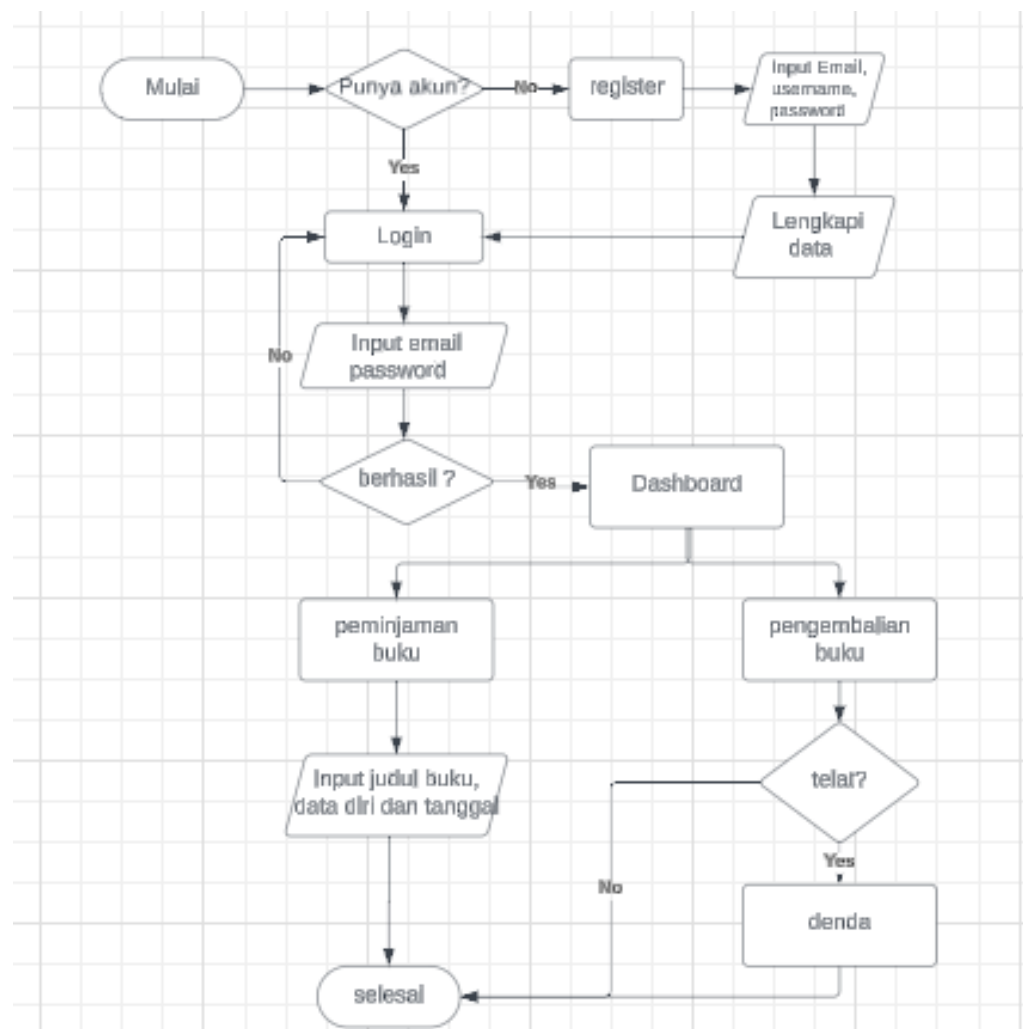 Mulai
Punya akun?
No
register
Input Email,
username,
password
Yes
Login
Lengkapi
data
No
Input email
password
berhasil ?
Yes
Dashboard
peminjaman
buku
pengembalian
buku
Input judul buku,
data diri dan tanggal
telat?
Yes
No
denda
selesai